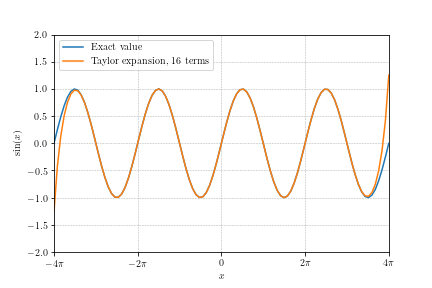 2.0
1.5
1.0
0.5
0.0
−0.5
−1.0
−1.5
−2.0
sin(x)
Exact value
Taylor expansion, 16 terms
−4π
−2π
0
2π
4π
x